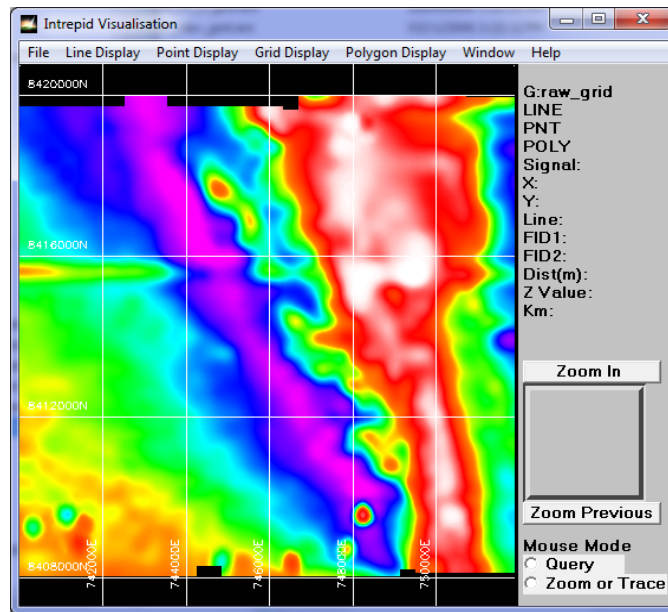 Intrepid Visualisation
File Line Display Point Display Grid Display Polygon Display Window Help
8420000N
8416000N
8412000N
8408000N
742000E
744000E
746000E
748000E
750000E
G:raw_grid
LINE
PNT
POLY
Signal:
X:
Y:
Line:
FID1:
FID2:
Dist(m):
Z Value:
Km:
Zoom In
Zoom Previous
Mouse Mode
Query
Zoom or Trace